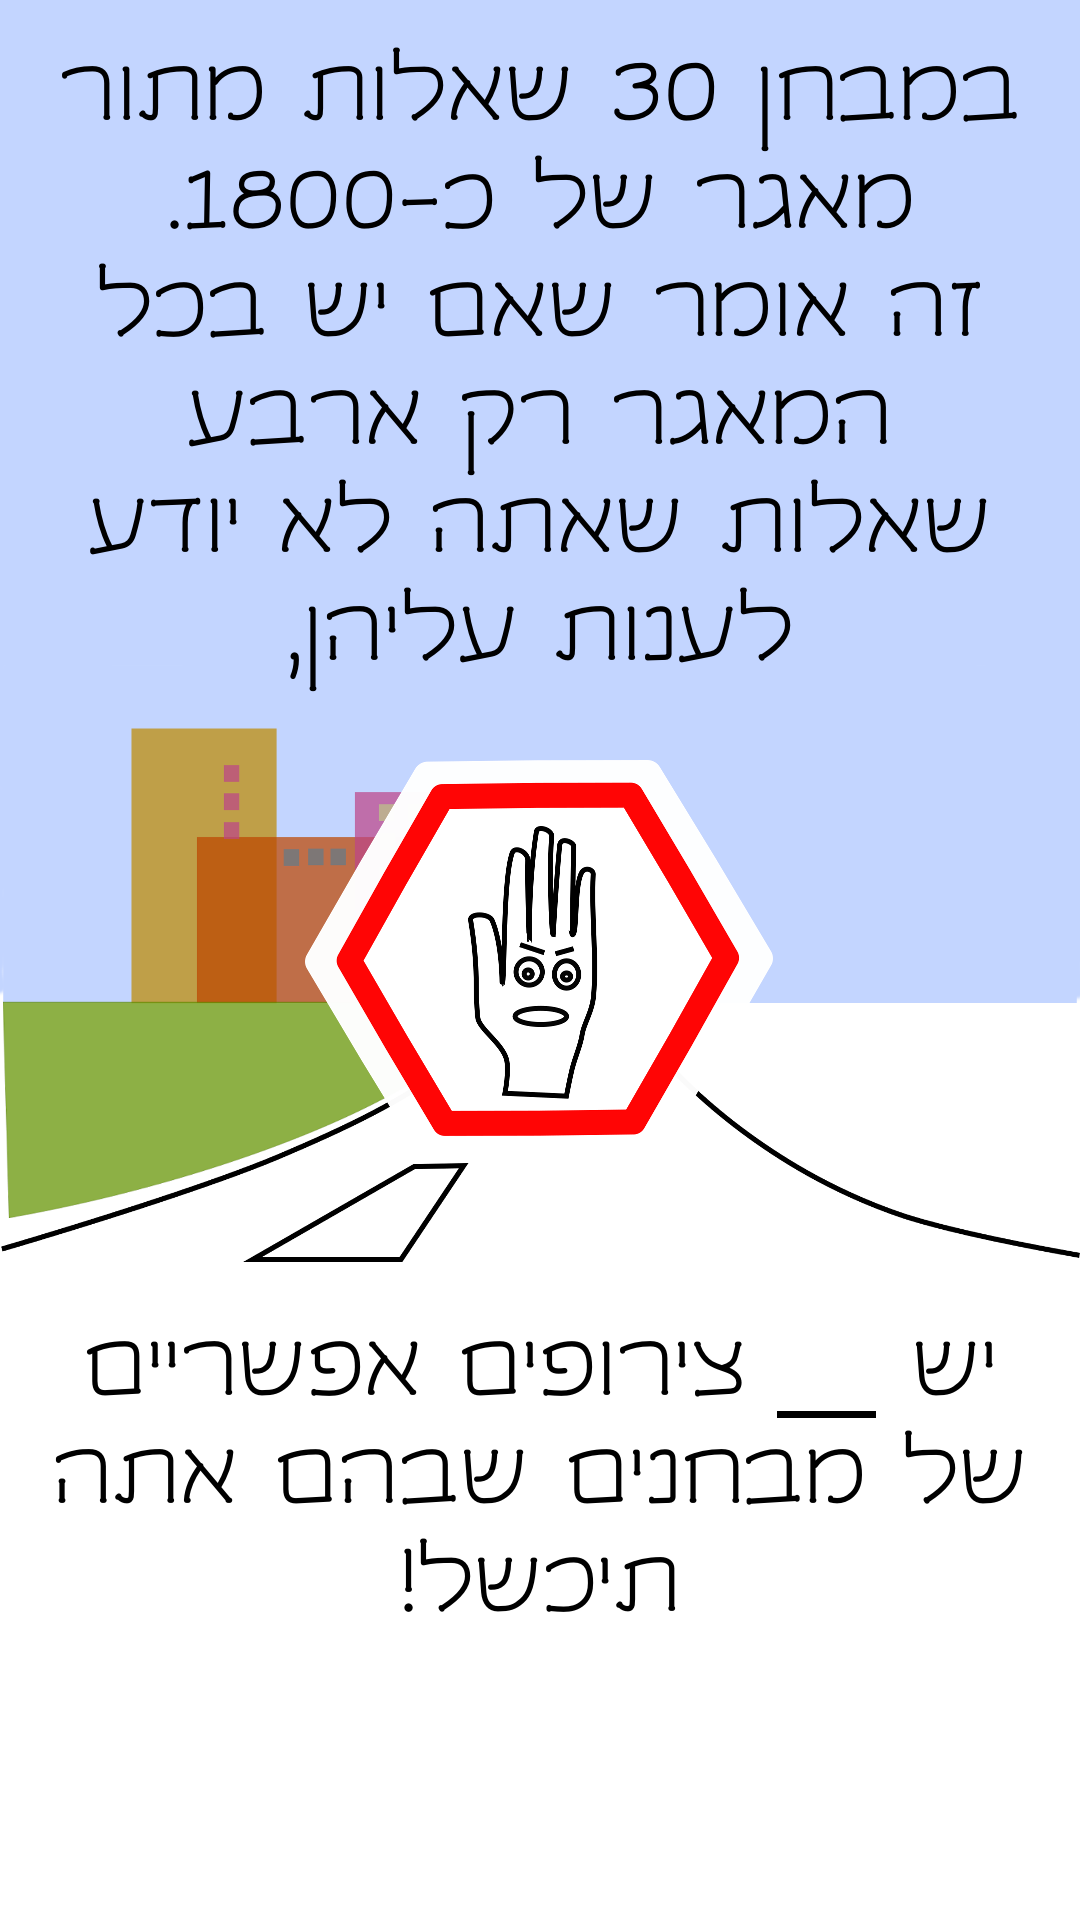 במבחן 30 שאלות מתוך
מאגר של כ-1800.
זה אומר שאם יש בכל
המאגר רק ארבע
שאלות שאתה לא יודע
לענות עליהן,
יש ___ צירופים אפשריים
של מבחנים שבהם אתה
תיכשל!